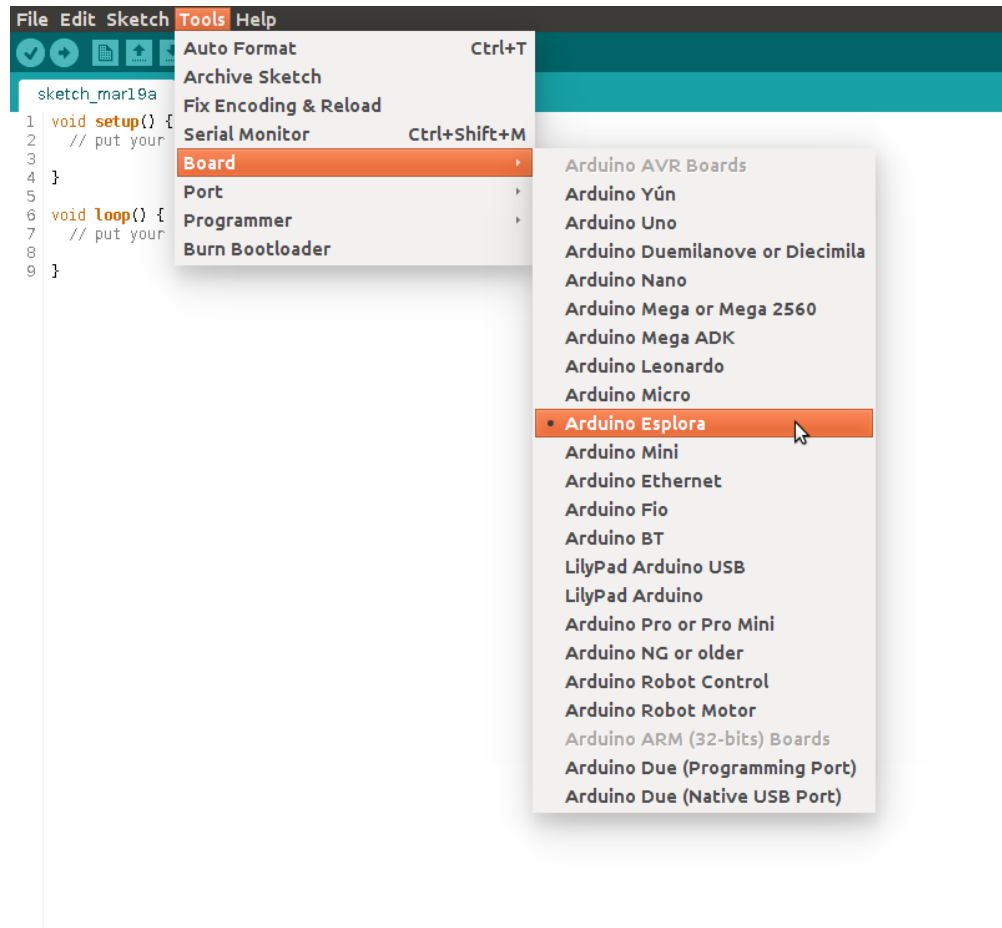 File Edit Sketch Tools Help
sketch_mar19a
1 void setup() {
2 // put your
3
4 }
5
6 void loop() {
7 // put your
8
9 }
Auto Format Ctrl+T
Archive Sketch
Fix Encoding & Reload
Serial Monitor Ctrl+Shift+M
Board
Port
Programmer
Burn Bootloader
Arduino AVR Boards
Arduino Yún
Arduino Uno
Arduino Duemilanove or Diecimila
Arduino Nano
Arduino Mega or Mega 2560
Arduino Mega ADK
Arduino Leonardo
Arduino Micro
Arduino Esplora
Arduino Mini
Arduino Ethernet
Arduino Fio
Arduino BT
LilyPad Arduino USB
LilyPad Arduino
Arduino Pro or Pro Mini
Arduino NG or older
Arduino Robot Control
Arduino Robot Motor
Arduino ARM (32-bits) Boards
Arduino Due (Programming Port)
Arduino Due (Native USB Port)